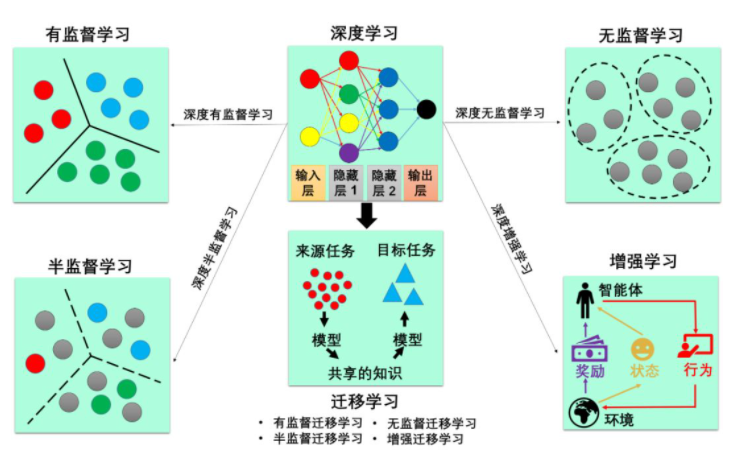 有监督学习
深度学习
无监督学习
深度有监督学习
深度无监督学习
输入层
隐藏层 1
隐藏层 2
输出层
深度半监督学习
深度增强学习
半监督学习
来源任务
目标任务
模型
模型
共享的知识
迁移学习
• 有监督迁移学习 • 无监督迁移学习
• 半监督迁移学习 • 增强迁移学习
增强学习
智能体
奖励
状态
行为
环境